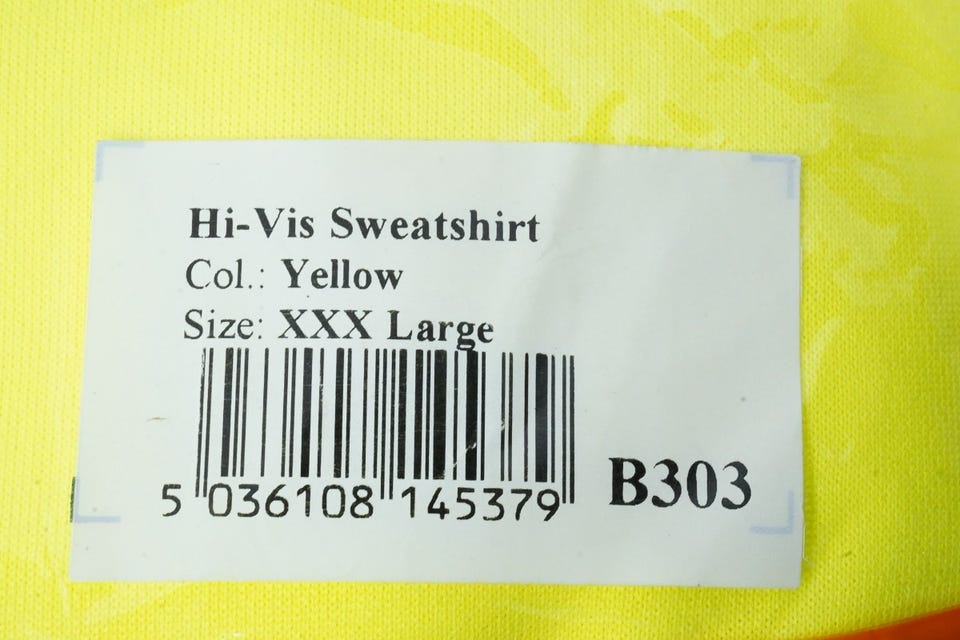 Hi-Vis Sweatshirt
Col.: Yellow
Size: XXX Large
5 036108 145379
B303